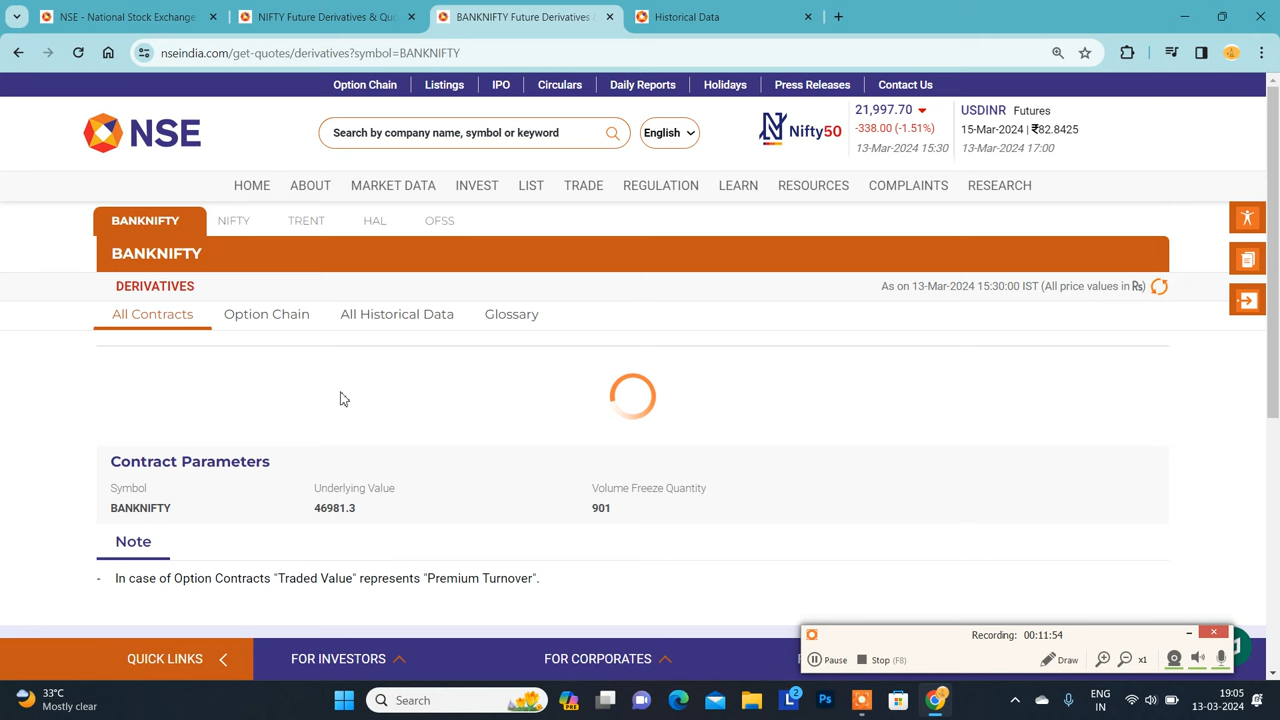 NSE - National Stock Exchange
NIFTY Future Derivatives & Quo
BANKNIFTY Future Derivatives
Historical Data
nseindia.com/get-quotes/derivatives?symbol=BANKNIFTY
Option Chain
Listings
IPO
Circulars
Daily Reports
Holidays
Press Releases
Contact Us
NSE
Search by company name, symbol or keyword
English
Nifty50
21,997.70
-338.00 (-1.51%)
13-Mar-2024 15:30
USDINR Futures
15-Mar-2024 | ₹82.8425
13-Mar-2024 17:00
HOME
ABOUT
MARKET DATA
INVEST
LIST
TRADE
REGULATION
LEARN
RESOURCES
COMPLAINTS
RESEARCH
BANKNIFTY
NIFTY
TRENT
HAL
OFSS
BANKNIFTY
DERIVATIVES
As on 13-Mar-2024 15:30:00 IST (All price values in ₨)
All Contracts
Option Chain
All Historical Data
Glossary
Contract Parameters
Symbol
Underlying Value
Volume Freeze Quantity
BANKNIFTY
46981.3
901
Note
- In case of Option Contracts "Traded Value" represents "Premium Turnover".
QUICK LINKS
FOR INVESTORS
FOR CORPORATES
Recording: 00:11:54
Pause
Stop (F8)
Draw
x1
33°C
Mostly clear
Search
2
Ps
ENG
IN
19:05
13-03-2024